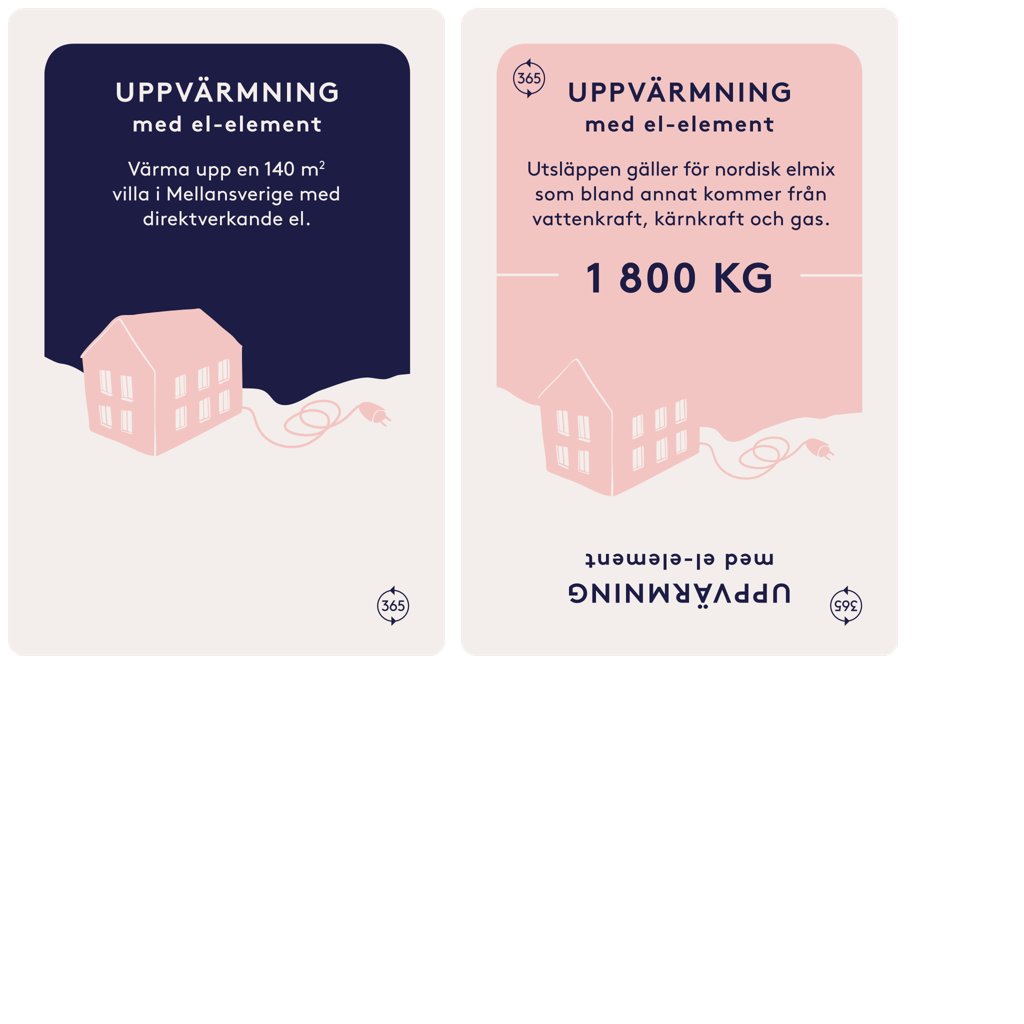 UPPVÄRMNING
med el-element
Värma upp en 140 m²
villa i Mellansverige med
direktverkande el.
365
365
UPPVÄRMNING
med el-element
Utsläppen gäller för nordisk elmix
som bland annat kommer från
vattenkraft, kärnkraft och gas.
1 800 KG
UPPVÄRMNING
med el-element
365